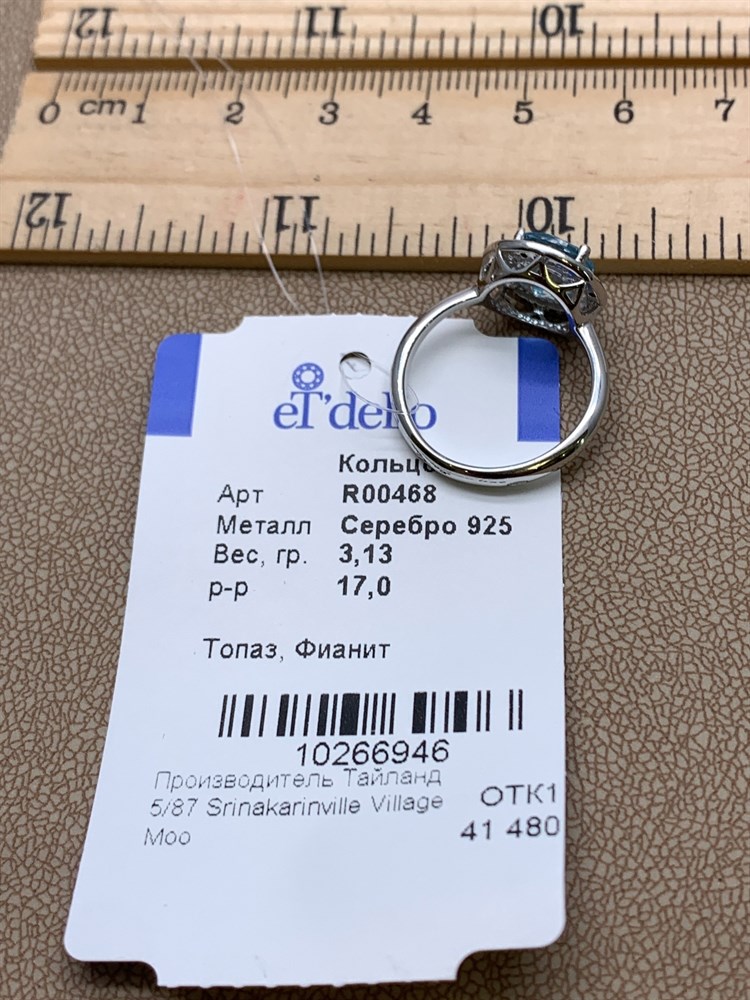 12 11 10
0 cm 1 2 3 4 5 6 7
12 11 10
eT'dello
Кольцо
Арт R00468
Металл Серебро 925
Вес, гр. 3,13
р-р 17,0
Топаз, Фианит
10266946
Производитель Тайланд
5/87 Srinakarinville Village
Moo
ОТК1
41 480